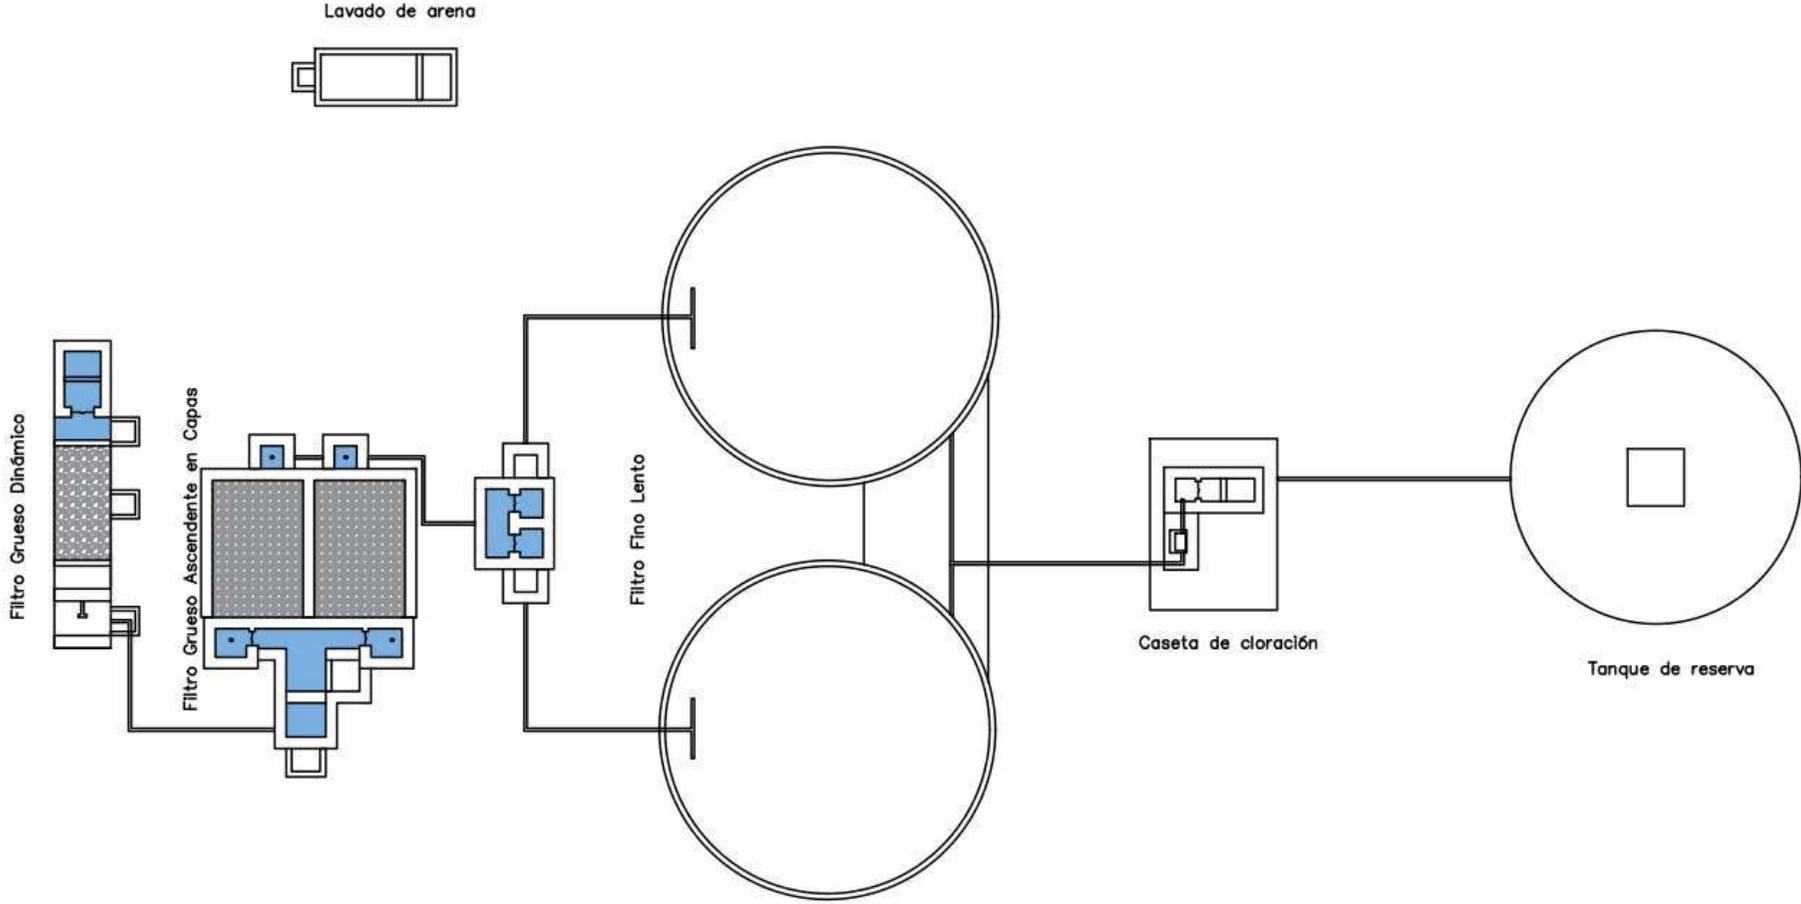 Lavado de arena
Filtro Grueso Dinámico
Filtro Grueso Ascendente en Capas
Filtro Fino Lento
Caseta de cloración
Tanque de reserva